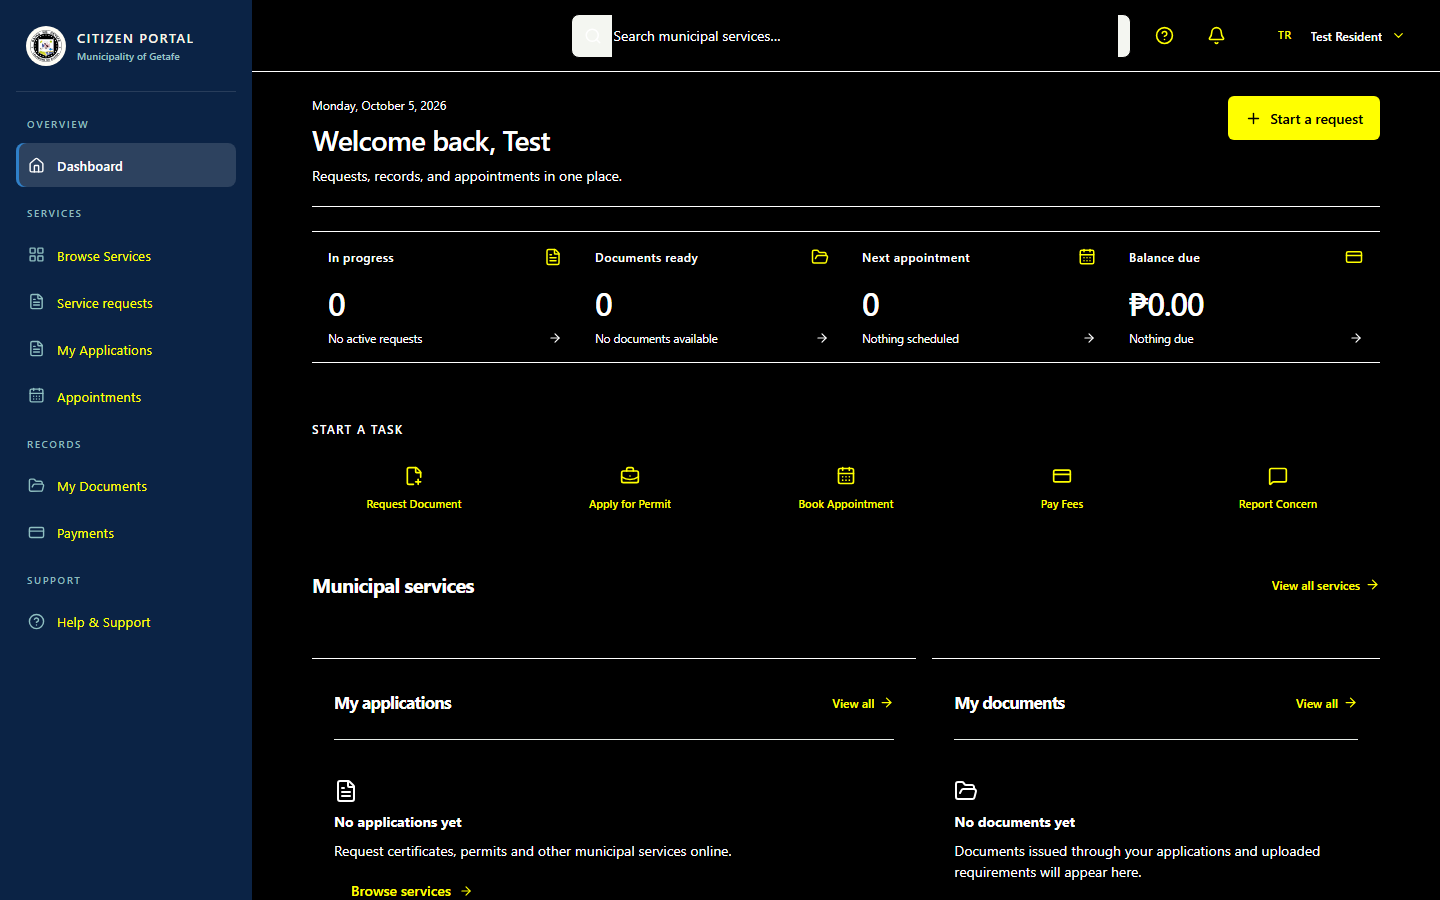 CITIZEN PORTAL
Municipality of Getafe
OVERVIEW
Dashboard
SERVICES
Browse Services
Service requests
My Applications
Appointments
RECORDS
My Documents
Payments
SUPPORT
Help & Support
Search municipal services...
TR
Test Resident
Monday, October 5, 2026
Welcome back, Test
Requests, records, and appointments in one place.
Start a request
In progress
0
No active requests
Documents ready
0
No documents available
Next appointment
0
Nothing scheduled
Balance due
₱0.00
Nothing due
START A TASK
Request Document
Apply for Permit
Book Appointment
Pay Fees
Report Concern
Municipal services
View all services
My applications
View all
No applications yet
Request certificates, permits and other municipal services online.
Browse services
My documents
View all
No documents yet
Documents issued through your applications and uploaded
requirements will appear here.